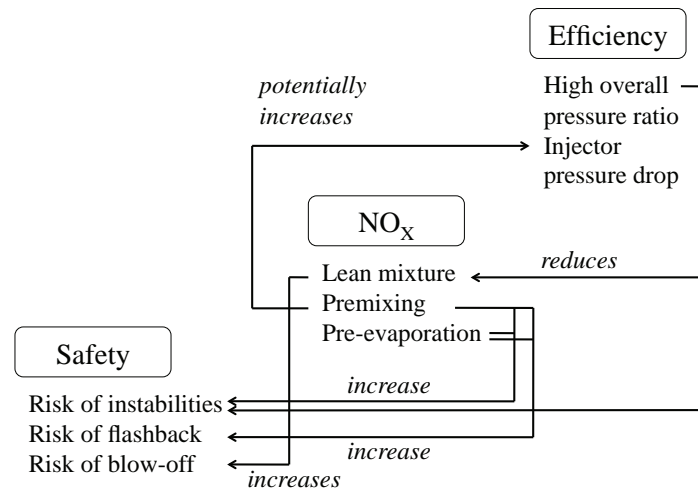 Efficiency
High overall
pressure ratio
Injector
pressure drop
potentially
increases
NOX
Lean mixture
Premixing
Pre-evaporation
reduces
Safety
Risk of instabilities
Risk of flashback
Risk of blow-off
increase
increase
increases